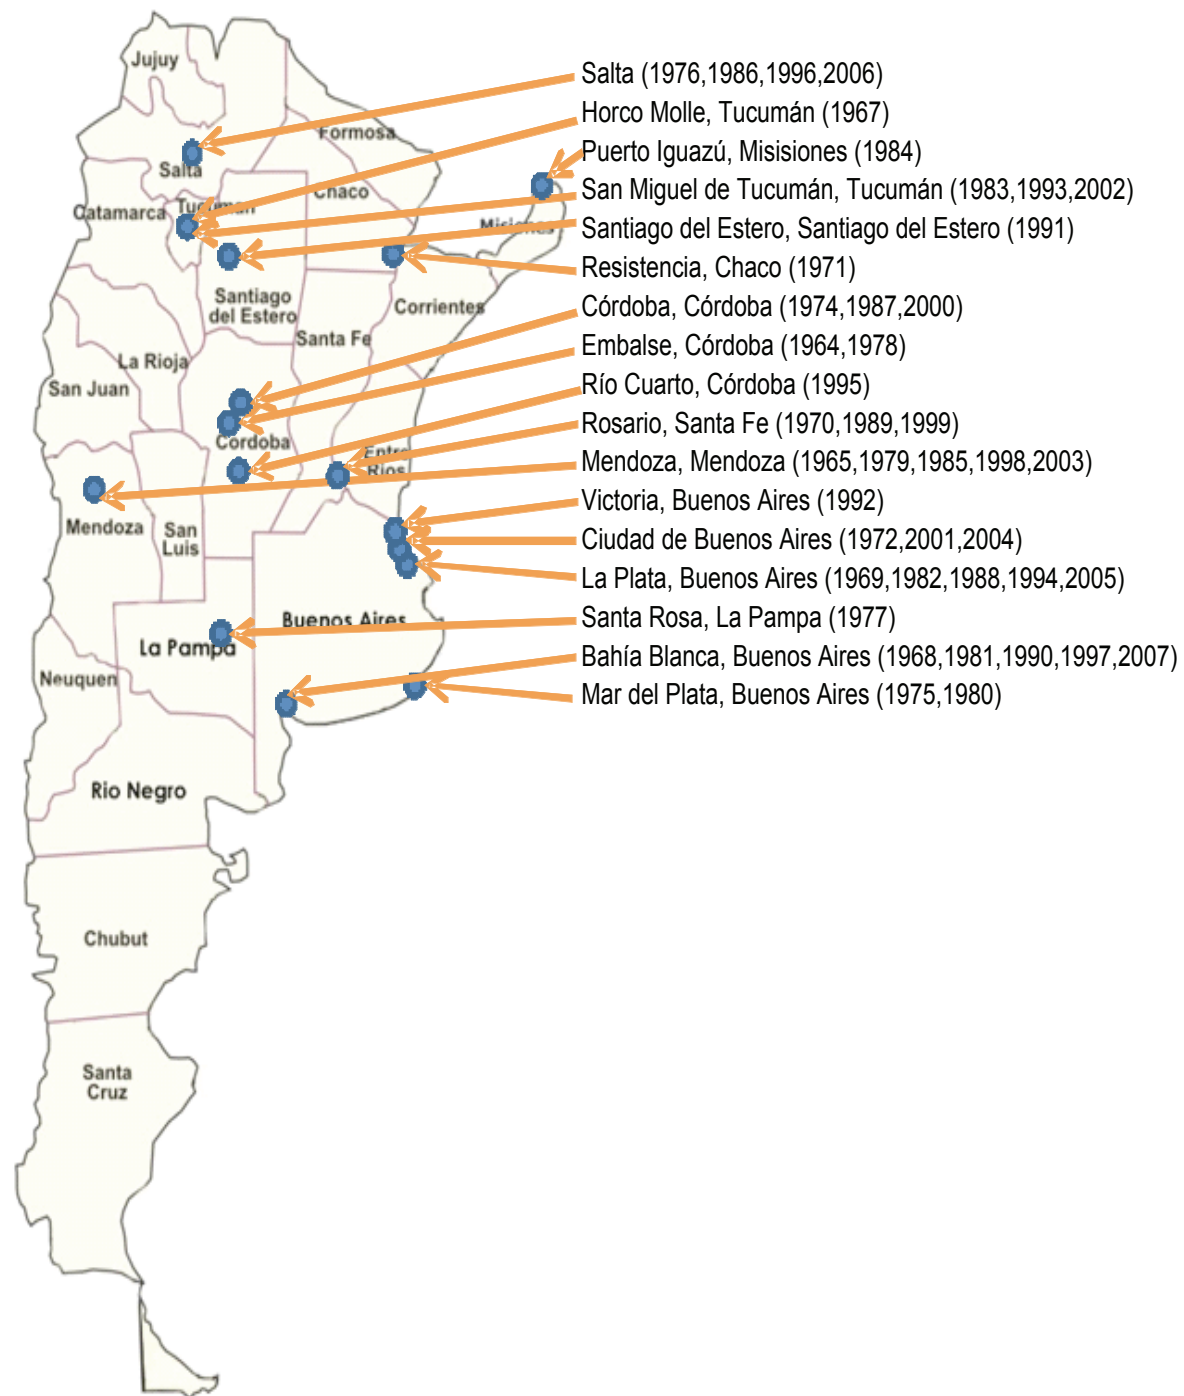 Salta (1976,1986,1996,2006)
Horco Molle, Tucumán (1967)
Puerto Iguazú, Misisiones (1984)
San Miguel de Tucumán, Tucumán (1983,1993,2002)
Santiago del Estero, Santiago del Estero (1991)
Resistencia, Chaco (1971)
Córdoba, Córdoba (1974,1987,2000)
Embalse, Córdoba (1964,1978)
Río Cuarto, Córdoba (1995)
Rosario, Santa Fe (1970,1989,1999)
Mendoza, Mendoza (1965,1979,1985,1998,2003)
Victoria, Buenos Aires (1992)
Ciudad de Buenos Aires (1972,2001,2004)
La Plata, Buenos Aires (1969,1982,1988,1994,2005)
Santa Rosa, La Pampa (1977)
Bahía Blanca, Buenos Aires (1968,1981,1990,1997,2007)
Mar del Plata, Buenos Aires (1975,1980)
Jujuy
Formosa
Salta
Chaco
Catamarca
Tucuman
Misiones
Santiago
del Estero
Corrientes
Santa Fe
La Rioja
San Juan
Cordoba
Entre
Rios
Mendoza
San
Luis
Buenos Aires
La Pampa
Neuquen
Rio Negro
Chubut
Santa
Cruz